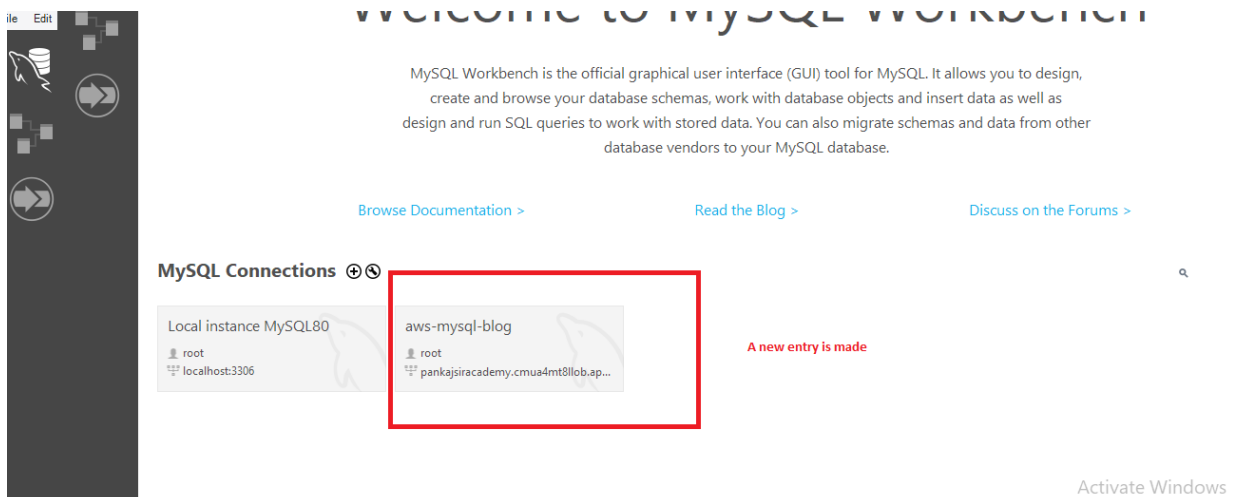 ile Edit
Welcome to MySQL Workbench
MySQL Workbench is the official graphical user interface (GUI) tool for MySQL. It allows you to design,
create and browse your database schemas, work with database objects and insert data as well as
design and run SQL queries to work with stored data. You can also migrate schemas and data from other
database vendors to your MySQL database.
Browse Documentation >
Read the Blog >
Discuss on the Forums >
MySQL Connections
Local instance MySQL80
root
localhost:3306
aws-mysql-blog
root
pankajsiracademy.cmua4mt8llob.ap...
A new entry is made
Activate Windows